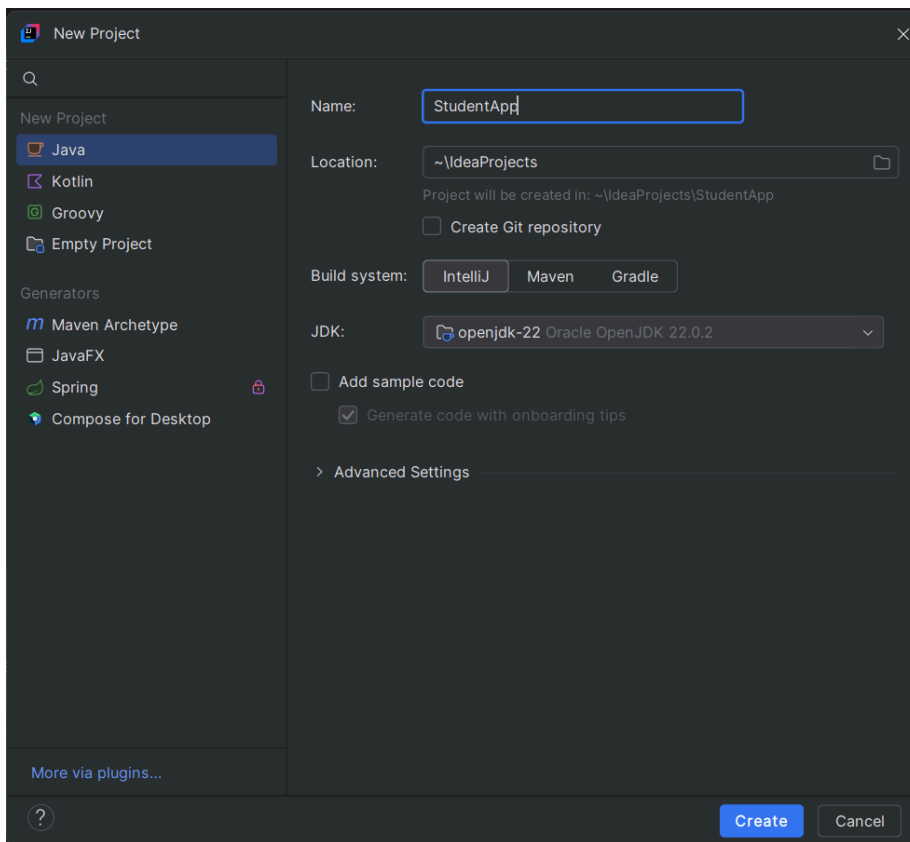 New Project
New Project
Java
Kotlin
Groovy
Empty Project
Generators
Maven Archetype
JavaFX
Spring
Compose for Desktop
More via plugins...
Name: StudentApp
Location: ~\IdeaProjects
Project will be created in: ~\IdeaProjects\StudentApp
Create Git repository
Build system: IntelliJ Maven Gradle
JDK: openjdk-22 Oracle OpenJDK 22.0.2
Add sample code
Generate code with onboarding tips
Advanced Settings
?
Create Cancel